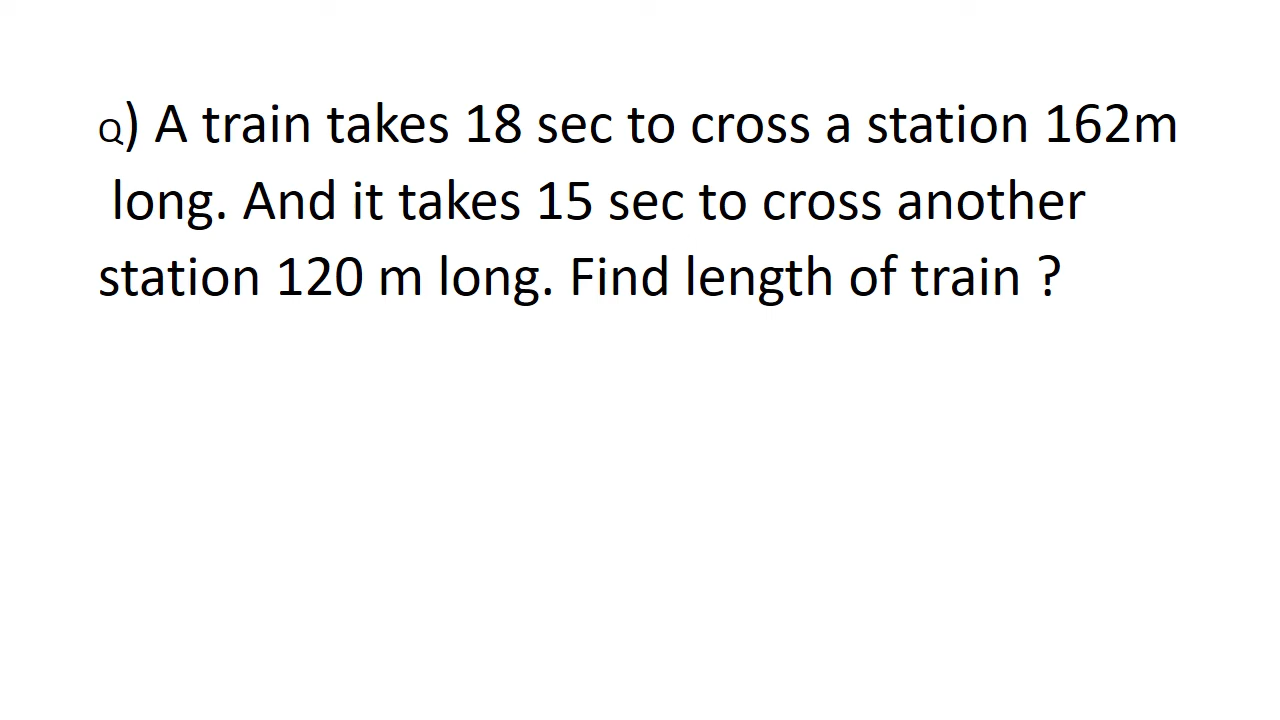 Q) A train takes 18 sec to cross a station 162m
long. And it takes 15 sec to cross another
station 120 m long. Find length of train ?